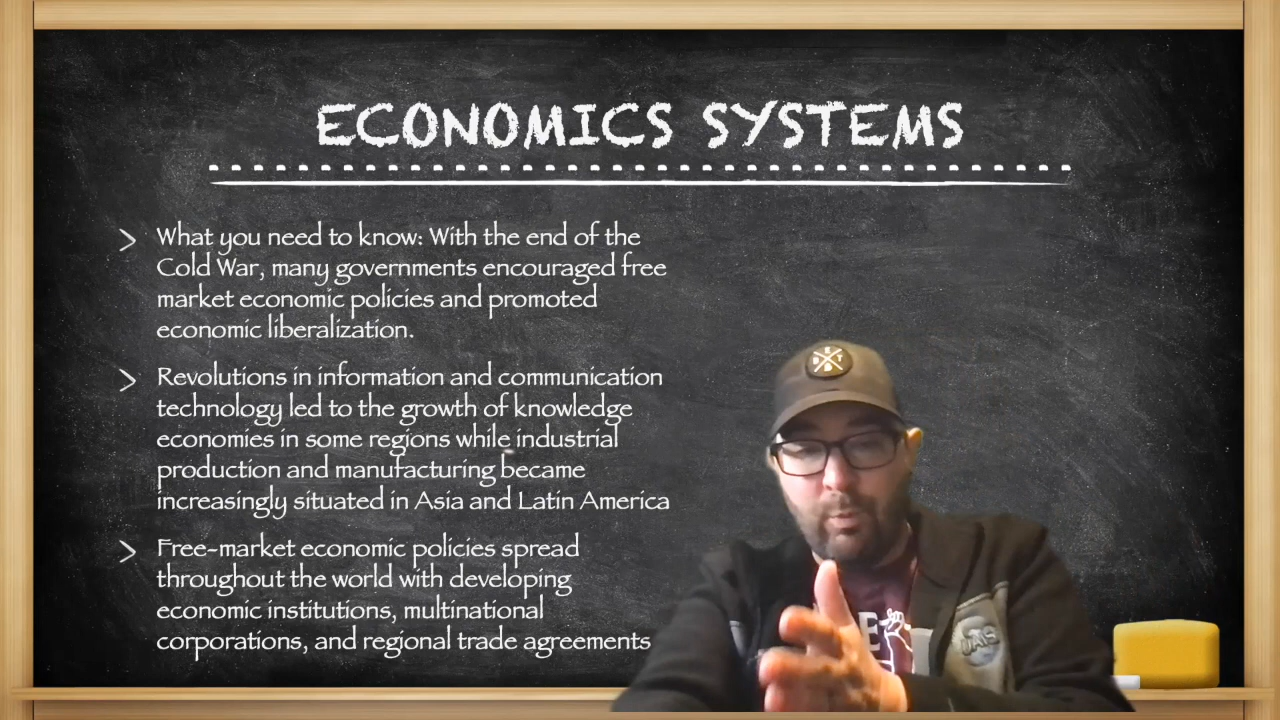 ECONOMICS SYSTEMS
What you need to know: With the end of the
Cold War, many governments encouraged free
market economic policies and promoted
economic liberalization.
Revolutions in information and communication
technology led to the growth of knowledge
economies in some regions while industrial
production and manufacturing became
increasingly situated in Asia and Latin America
Free-market economic policies spread
throughout the world with developing
economic institutions, multinational
corporations, and regional trade agreements